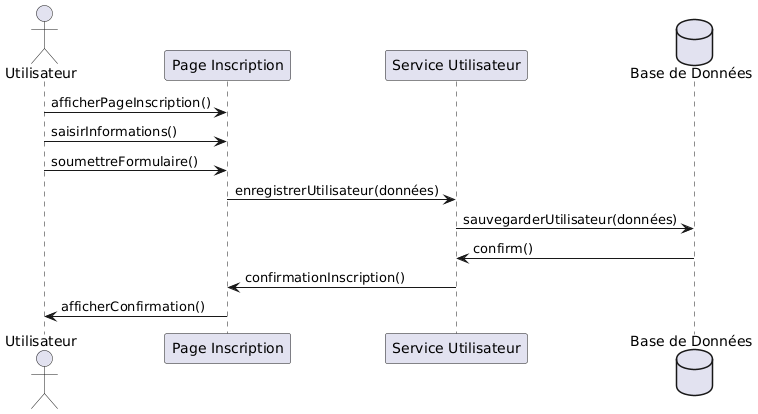 Utilisateur
Page Inscription
Service Utilisateur
Base de Données
afficherPageInscription()
saisirInformations()
soumettreFormulaire()
enregistrerUtilisateur(données)
sauvegarderUtilisateur(données)
confirm()
confirmationInscription()
afficherConfirmation()
Utilisateur
Page Inscription
Service Utilisateur
Base de Données